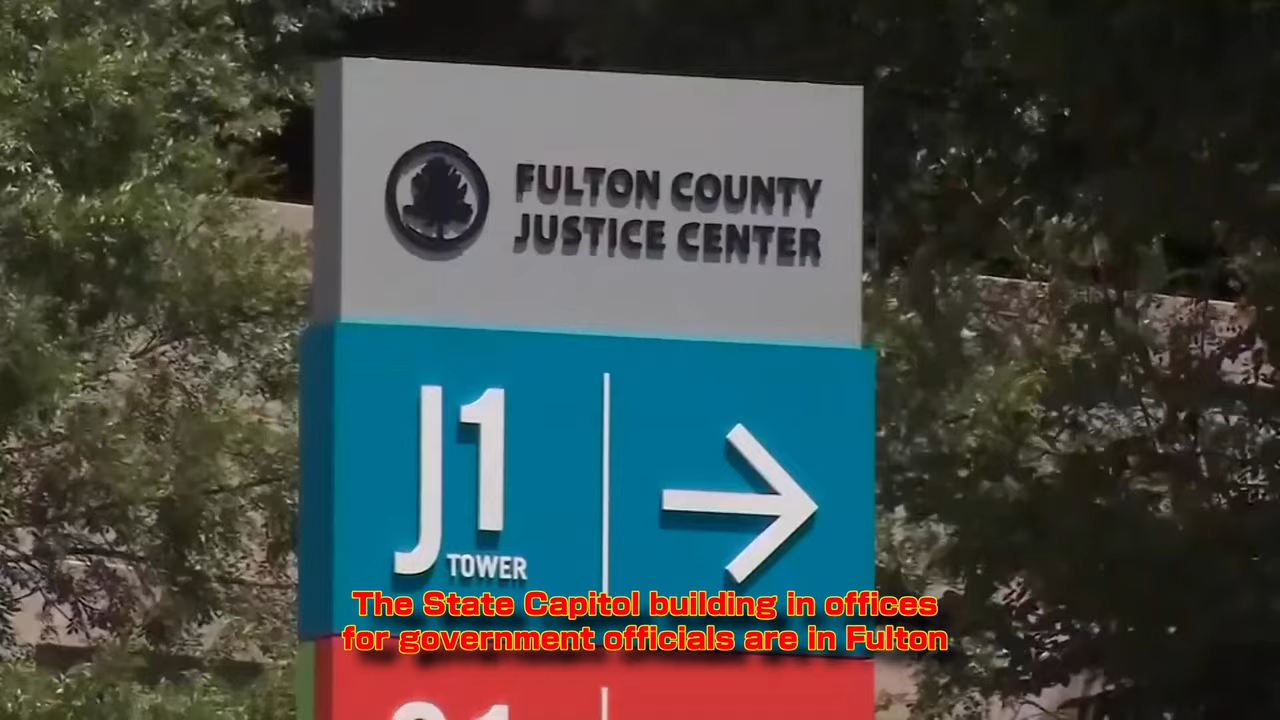 FULTON COUNTY
JUSTICE CENTER
J1
TOWER
The State Capitol building in offices
for government officials are in Fulton